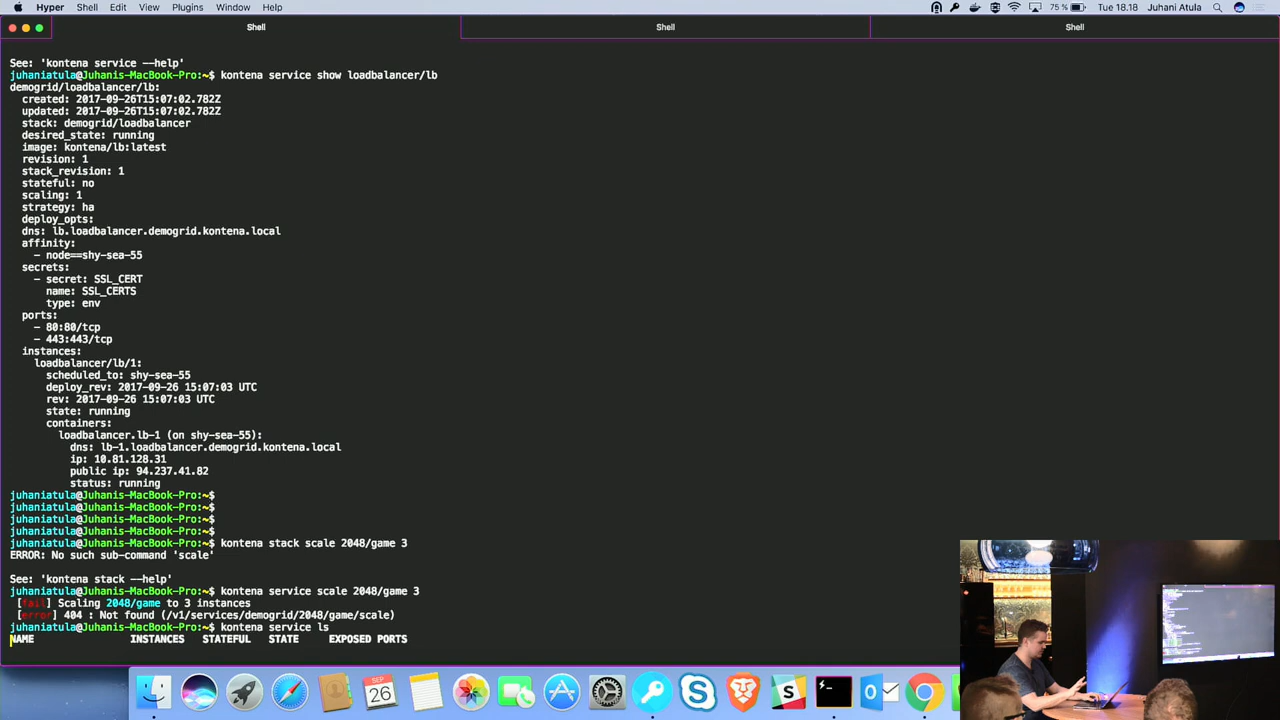 Hyper Shell Edit View Plugins Window Help 75 % Tue 18.18 Juhani Atula
Shell Shell Shell
See: 'kontena service --help'
juhaniatula@Juhanis-MacBook-Pro:~$ kontena service show loadbalancer/lb
demogrid/loadbalancer/lb:
created: 2017-09-26T15:07:02.782Z
updated: 2017-09-26T15:07:02.782Z
stack: demogrid/loadbalancer
desired_state: running
image: kontena/lb:latest
revision: 1
stack_revision: 1
stateful: no
scaling: 1
strategy: ha
deploy_opts:
dns: lb.loadbalancer.demogrid.kontena.local
affinity:
- node==shy-sea-55
secrets:
- secret: SSL_CERT
name: SSL_CERTS
type: env
ports:
- 80:80/tcp
- 443:443/tcp
instances:
loadbalancer/lb/1:
scheduled_to: shy-sea-55
deploy_rev: 2017-09-26 15:07:03 UTC
rev: 2017-09-26 15:07:03 UTC
state: running
containers:
loadbalancer.lb-1 (on shy-sea-55):
dns: lb-1.loadbalancer.demogrid.kontena.local
ip: 10.81.128.31
public ip: 94.237.41.82
status: running
juhaniatula@Juhanis-MacBook-Pro:~$
juhaniatula@Juhanis-MacBook-Pro:~$
juhaniatula@Juhanis-MacBook-Pro:~$
juhaniatula@Juhanis-MacBook-Pro:~$
juhaniatula@Juhanis-MacBook-Pro:~$ kontena stack scale 2048/game 3
ERROR: No such sub-command 'scale'
See: 'kontena stack --help'
juhaniatula@Juhanis-MacBook-Pro:~$ kontena service scale 2048/game 3
[fail] Scaling 2048/game to 3 instances
[error] 404 : Not found (/v1/services/demogrid/2048/game/scale)
juhaniatula@Juhanis-MacBook-Pro:~$ kontena service ls
NAME INSTANCES STATEFUL STATE EXPOSED PORTS
SEP
26